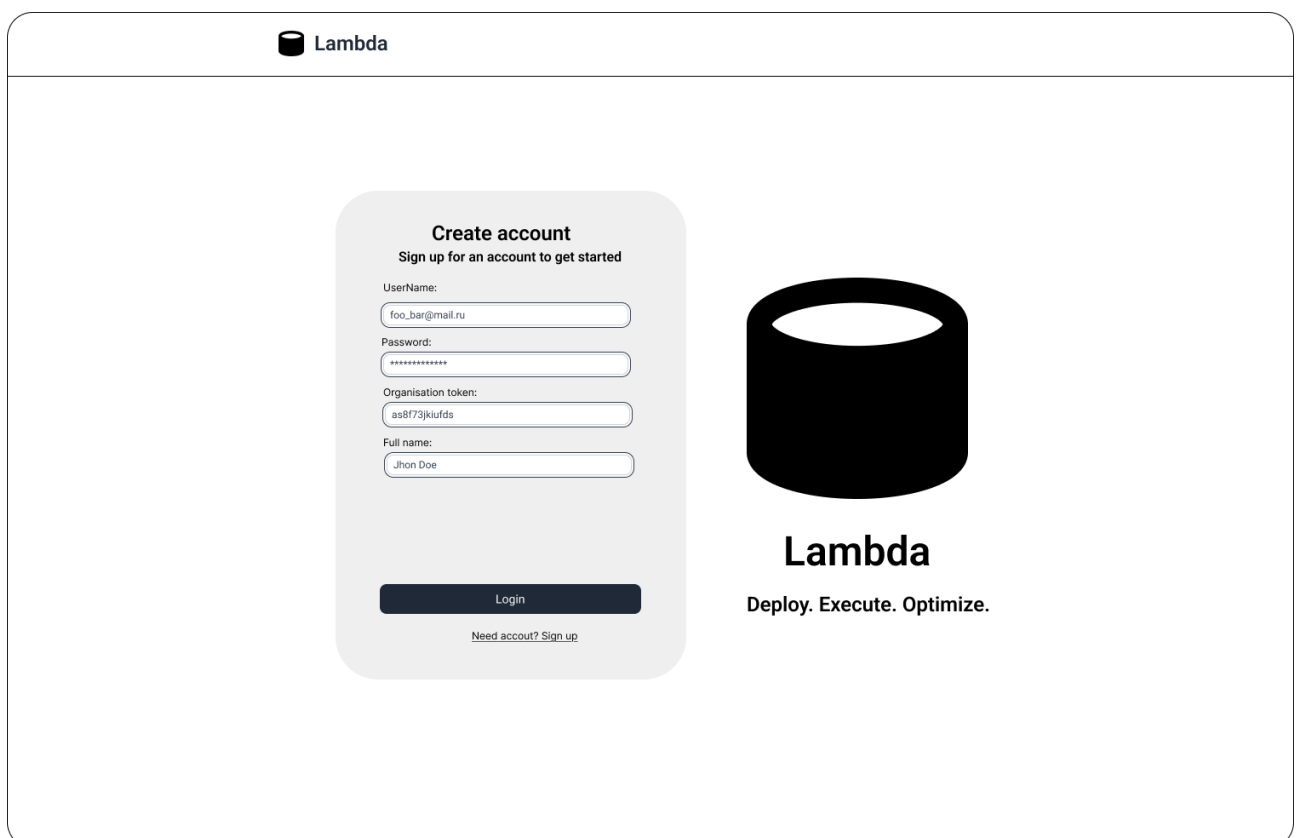 Lambda
Create account
Sign up for an account to get started
UserName:
foo_bar@mail.ru
Password:
*************
Organisation token:
as8f73jkiufds
Full name:
Jhon Doe
Login
Need accout? Sign up
Lambda
Deploy. Execute. Optimize.